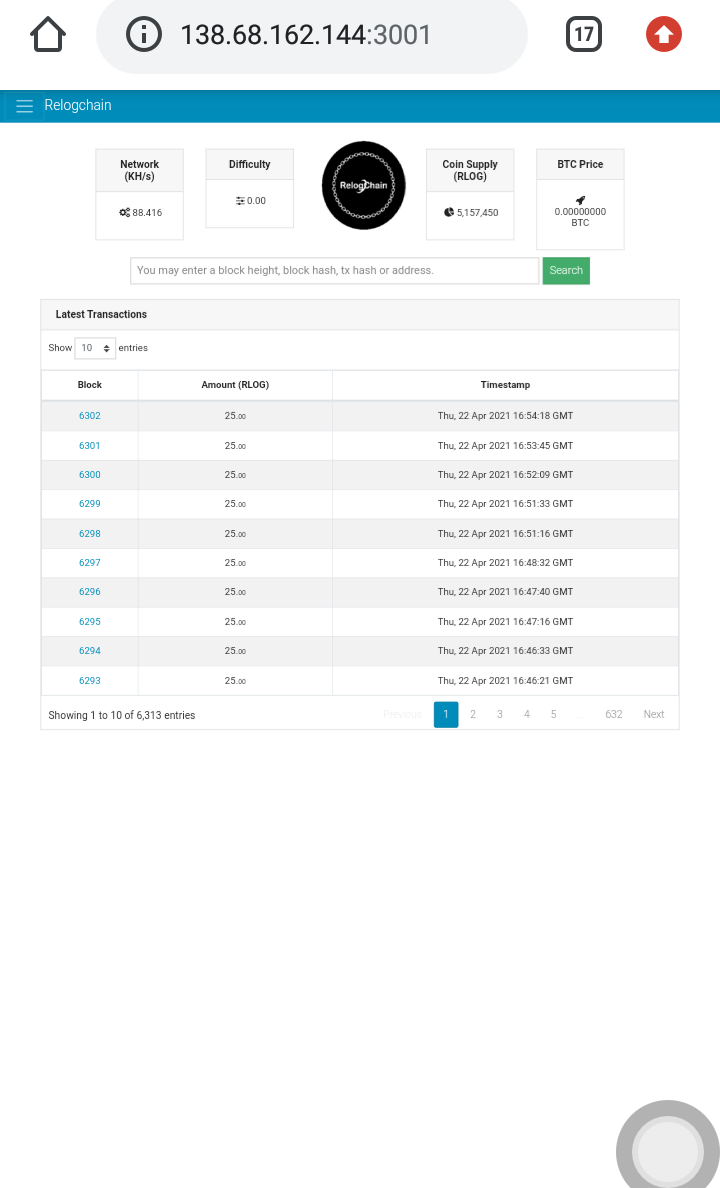 138.68.162.144:3001
17
Relogchain
Network
(KH/s)
88.416
Difficulty
0.00
RelogChain
Coin Supply
(RLOG)
5,157,450
BTC Price
0.00000000
BTC
You may enter a block height, block hash, tx hash or address.
Search
Latest Transactions
Show 10 entries
Block Amount (RLOG) Timestamp
6302 25.00 Thu, 22 Apr 2021 16:54:18 GMT
6301 25.00 Thu, 22 Apr 2021 16:53:45 GMT
6300 25.00 Thu, 22 Apr 2021 16:52:09 GMT
6299 25.00 Thu, 22 Apr 2021 16:51:33 GMT
6298 25.00 Thu, 22 Apr 2021 16:51:16 GMT
6297 25.00 Thu, 22 Apr 2021 16:48:32 GMT
6296 25.00 Thu, 22 Apr 2021 16:47:40 GMT
6295 25.00 Thu, 22 Apr 2021 16:47:16 GMT
6294 25.00 Thu, 22 Apr 2021 16:46:33 GMT
6293 25.00 Thu, 22 Apr 2021 16:46:21 GMT
Showing 1 to 10 of 6,313 entries Previous 1 2 3 4 5 ... 632 Next